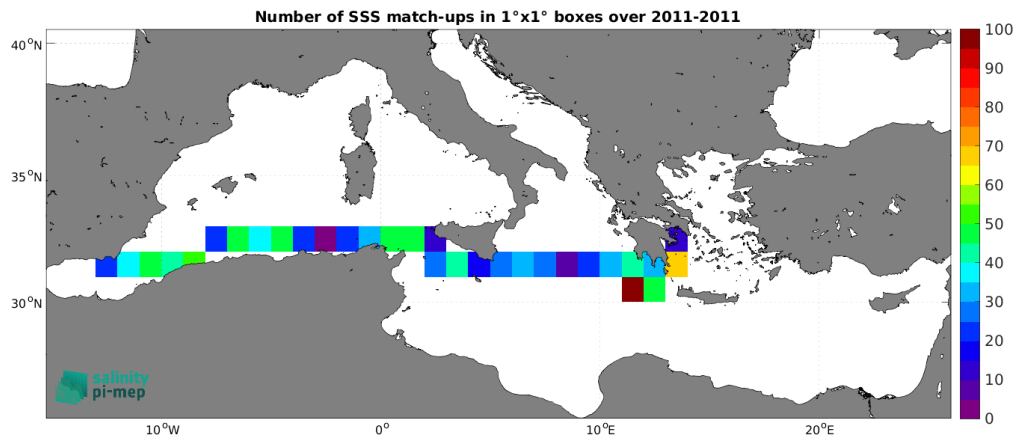 Number of SSS match-ups in 1°x1° boxes over 2011-2011
40°N
35°N
30°N
10°W
0°
10°E
20°E
100
90
80
70
60
50
40
30
20
10
0
salinity
pi-mep